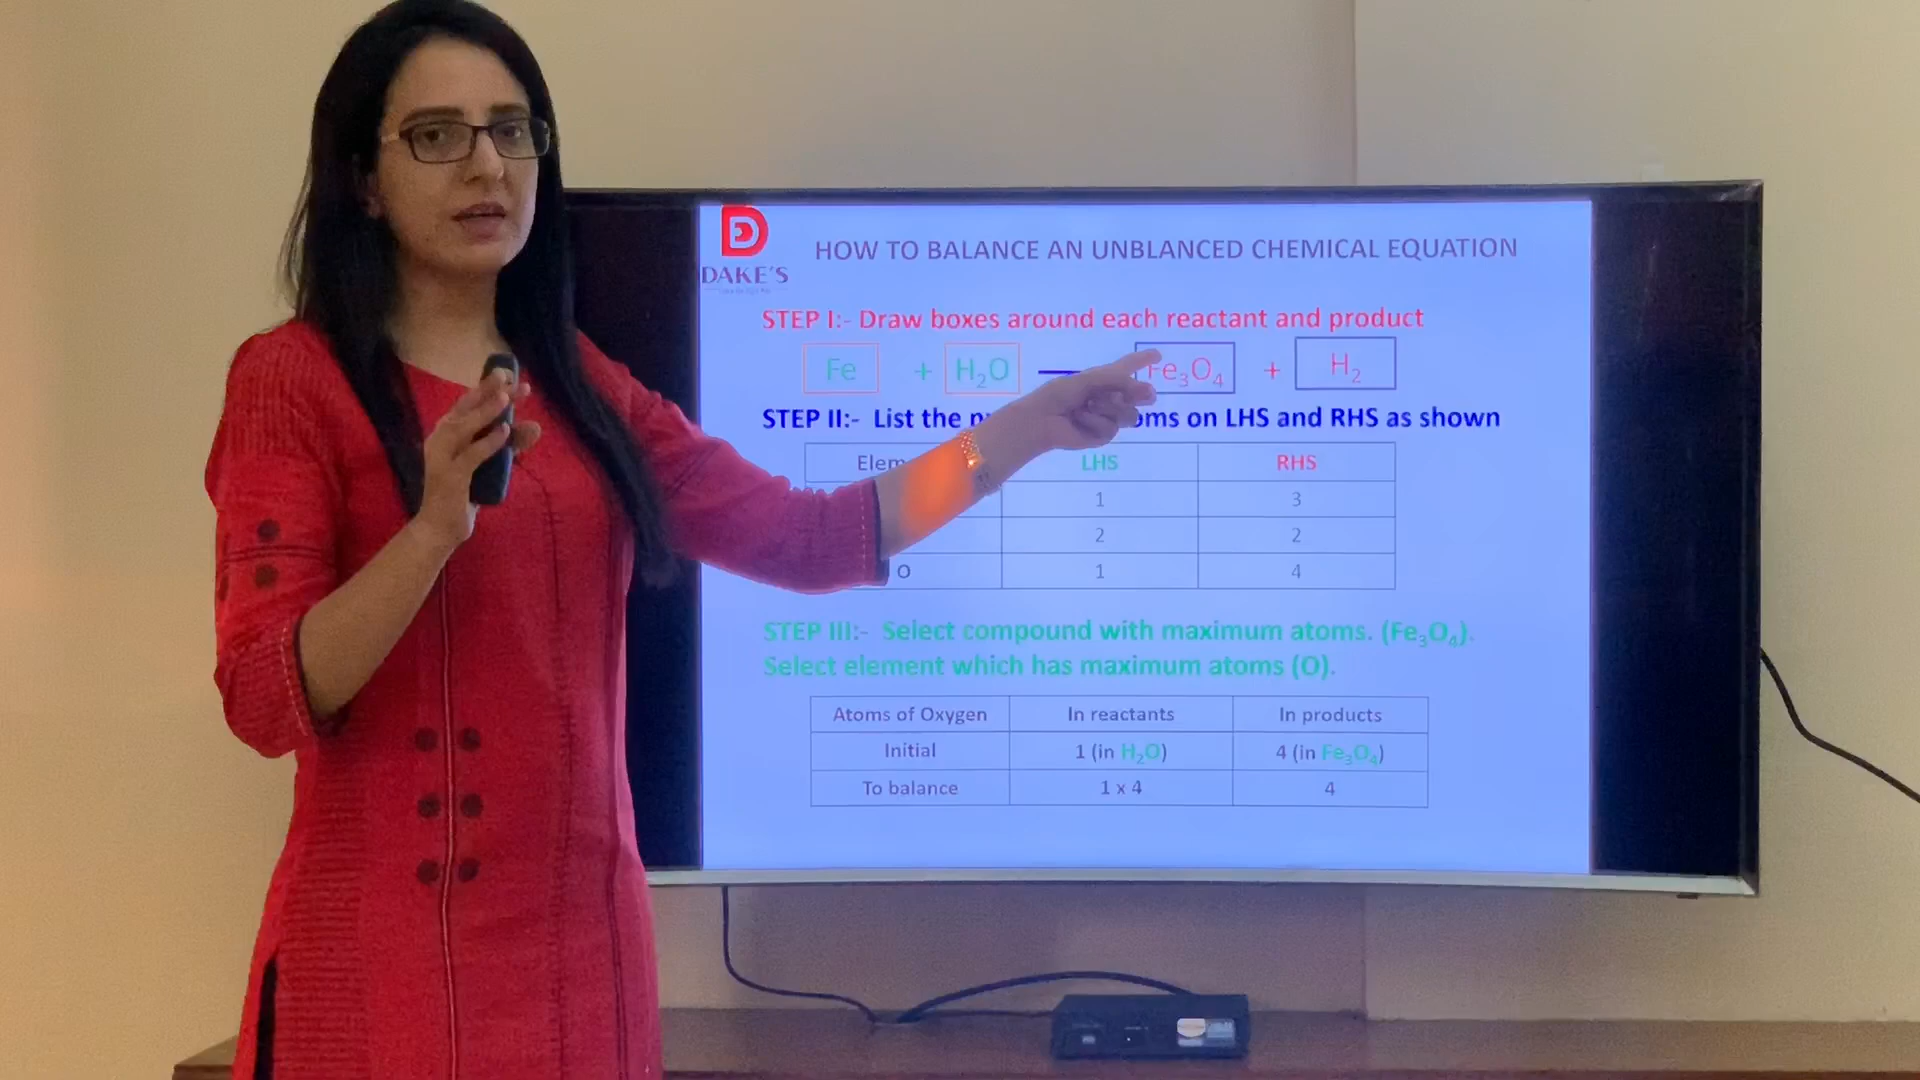 DAKE'S
HOW TO BALANCE AN UNBLANCED CHEMICAL EQUATION
STEP I:- Draw boxes around each reactant and product
Fe + H₂O Fe₃O₄ + H₂
STEP II:- List the atoms on LHS and RHS as shown
LHS RHS
1 3
2 2
O 1 4
STEP III:- Select compound with maximum atoms. (Fe₃O₄).
Select element which has maximum atoms (O).
Atoms of Oxygen In reactants In products
Initial 1 (in H₂O) 4 (in Fe₃O₄)
To balance 1 x 4 4